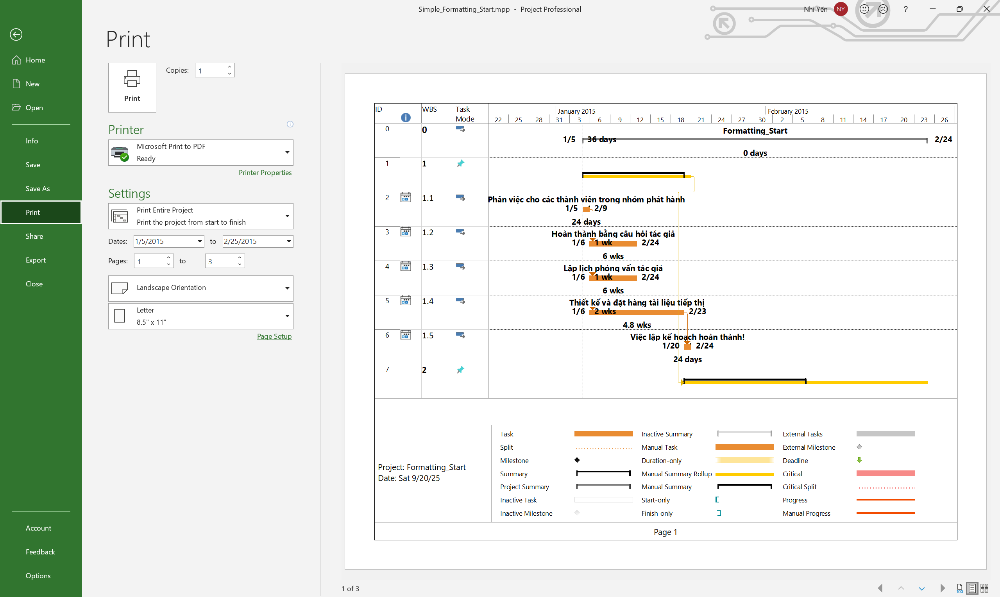 Simple_Formatting_Start.mpp - Project Professional
Nhi Yến
NY
?
Print
Home
New
Open
Info
Save
Save As
Print
Share
Export
Close
Account
Feedback
Options
Print
Copies: 1
Printer
Microsoft Print to PDF
Ready
Printer Properties
Settings
Print Entire Project
Print the project from start to finish
Dates: 1/5/2015 to 2/25/2015
Pages: 1 to 3
Landscape Orientation
Letter
8.5" x 11"
Page Setup
ID WBS Task Mode
January 2015 February 2015
22 25 28 31 3 6 9 12 15 18 21 24 27 30 2 5 8 11 14 17 20 23 26
0 0 Formatting_Start
1/5 36 days 2/24
0 days
1 1
2 1.1 Phân việc cho các thành viên trong nhóm phát hành
1/5 2/9
24 days
3 1.2 Hoàn thành bằng câu hỏi tác giả
1/6 1 wk 2/24
6 wks
4 1.3 Lập lịch phỏng vấn tác giả
1/6 1 wk 2/24
6 wks
5 1.4 Thiết kế và đặt hàng tài liệu tiếp thị
1/6 2 wks 2/23
4.8 wks
6 1.5 Việc lập kế hoạch hoàn thành!
1/20 2/24
24 days
7 2
Project: Formatting_Start
Date: Sat 9/20/25
Task Inactive Summary External Tasks
Split Manual Task External Milestone
Milestone Duration-only Deadline
Summary Manual Summary Rollup Critical
Project Summary Manual Summary Critical Split
Inactive Task Start-only Progress
Inactive Milestone Finish-only Manual Progress
Page 1
1 of 3
100